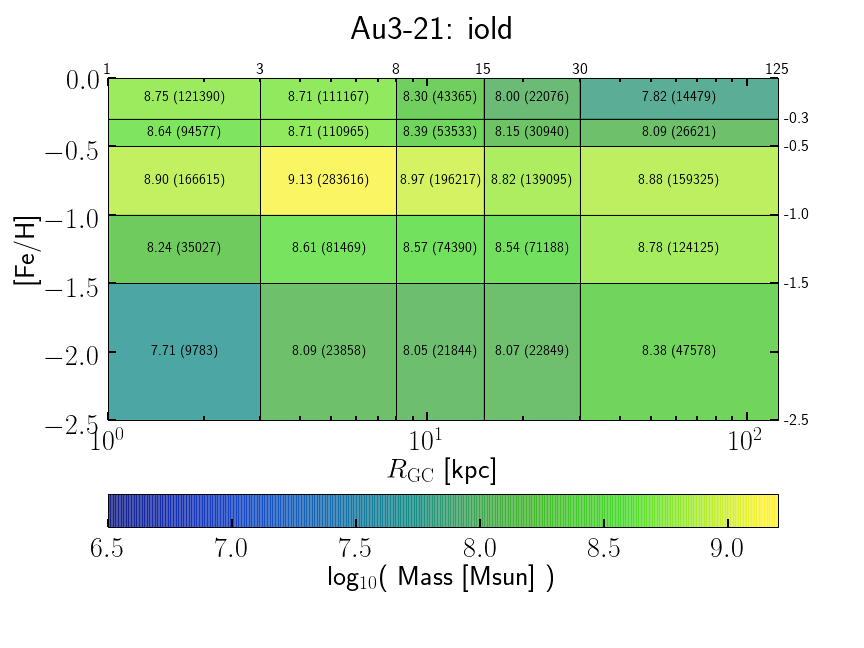 Au3-21: iold
1 3 8 15 30 125
0.0
8.75 (121390) 8.71 (111167) 8.30 (43365) 8.00 (22076) 7.82 (14479)
-0.3
8.64 (94577) 8.71 (110965) 8.39 (53533) 8.15 (30940) 8.09 (26621)
−0.5 -0.5
8.90 (166615) 9.13 (283616) 8.97 (196217) 8.82 (139095) 8.88 (159325)
−1.0 -1.0
[Fe/H]
8.24 (35027) 8.61 (81469) 8.57 (74390) 8.54 (71188) 8.78 (124125)
−1.5 -1.5
−2.0 7.71 (9783) 8.09 (23858) 8.05 (21844) 8.07 (22849) 8.38 (47578)
−2.5 -2.5
10⁰ 10¹ 10²
R_GC [kpc]
6.5 7.0 7.5 8.0 8.5 9.0
log₁₀( Mass [Msun] )